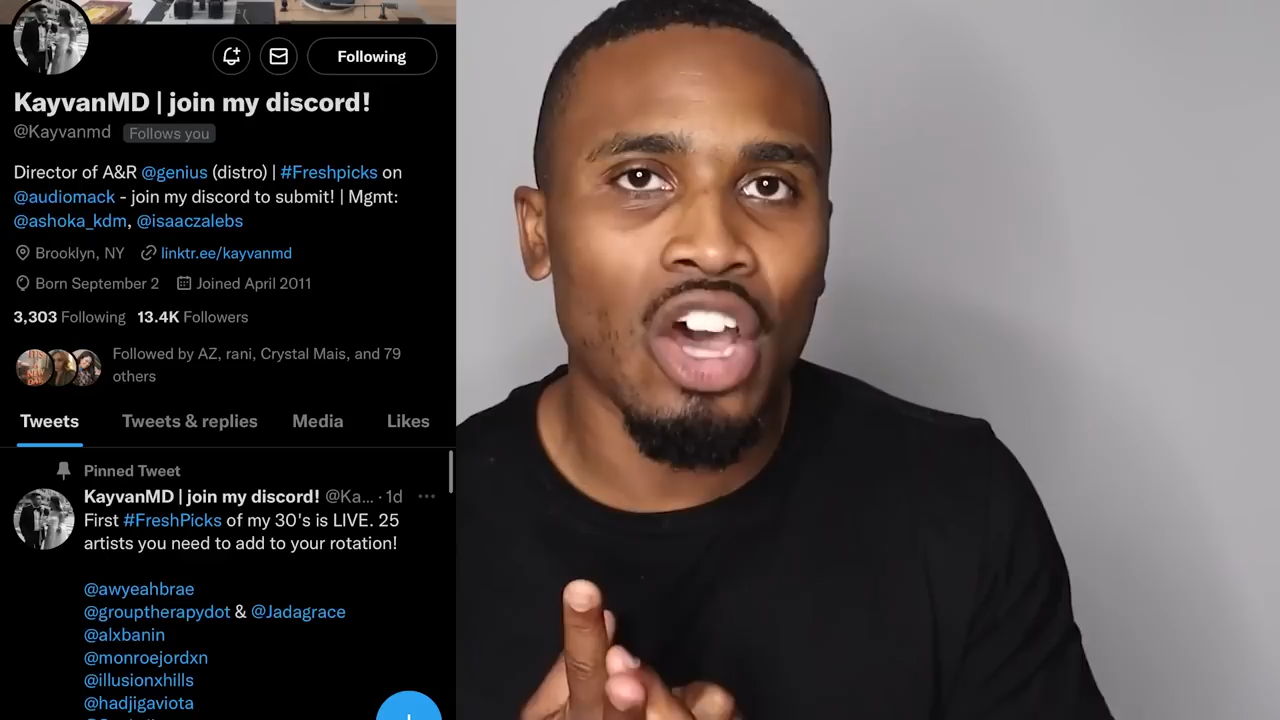 Following
KayvanMD | join my discord!
@Kayvanmd Follows you
Director of A&R @genius (distro) | #Freshpicks on
@audiomack - join my discord to submit! | Mgmt:
@ashoka_kdm, @isaaczalebs
Brooklyn, NY linktr.ee/kayvanmd
Born September 2 Joined April 2011
3,303 Following 13.4K Followers
Followed by AZ, rani, Crystal Mais, and 79
others
Tweets Tweets & replies Media Likes
Pinned Tweet
KayvanMD | join my discord! @Ka... · 1d
First #FreshPicks of my 30's is LIVE. 25
artists you need to add to your rotation!
@awyeahbrae
@grouptherapydot & @Jadagrace
@alxbanin
@monroejordxn
@illusionxhills
@hadjigaviota